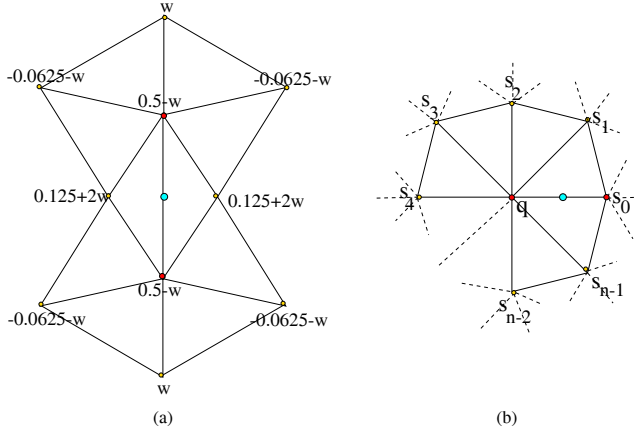 w
-0.0625-w
-0.0625-w
0.5-w
0.125+2w
0.125+2w
0.5-w
-0.0625-w
-0.0625-w
w
(a)
s2
s3
s1
s4
q
s0
sn-1
sn-2
(b)